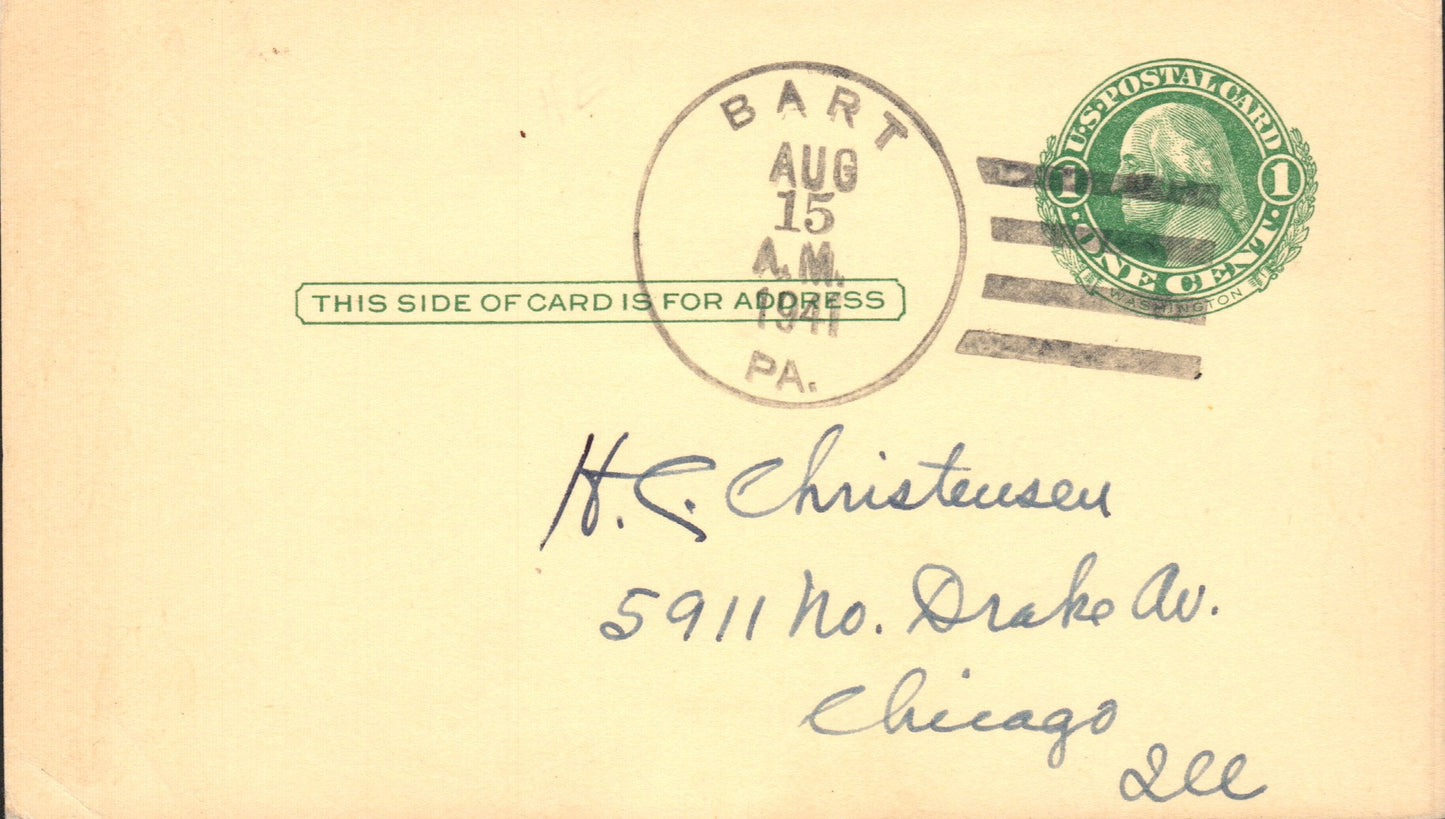 BART
AUG
15
A.M.
1941
PA.
U.S. POSTAL CARD
1 1
ONE CENT
WASHINGTON
THIS SIDE OF CARD IS FOR ADDRESS
H. C. Christensen
5911 No. Drake Av.
Chicago
Ill